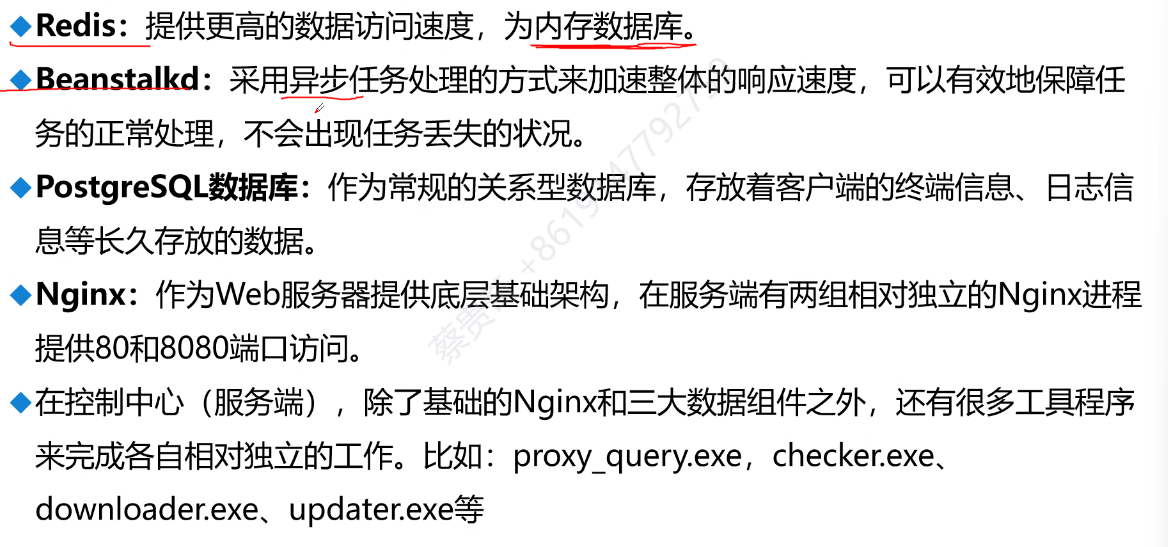 ◆Redis：提供更高的数据访问速度，为内存数据库。
◆Beanstalkd：采用异步任务处理的方式来加速整体的响应速度，可以有效地保障任
务的正常处理，不会出现任务丢失的状况。
◆PostgreSQL数据库：作为常规的关系型数据库，存放着客户端的终端信息、日志信
息等长久存放的数据。
◆Nginx：作为Web服务器提供底层基础架构，在服务端有两组相对独立的Nginx进程
提供80和8080端口访问。
◆在控制中心（服务端），除了基础的Nginx和三大数据组件之外，还有很多工具程序
来完成各自相对独立的工作。比如：proxy_query.exe，checker.exe、
downloader.exe、updater.exe等